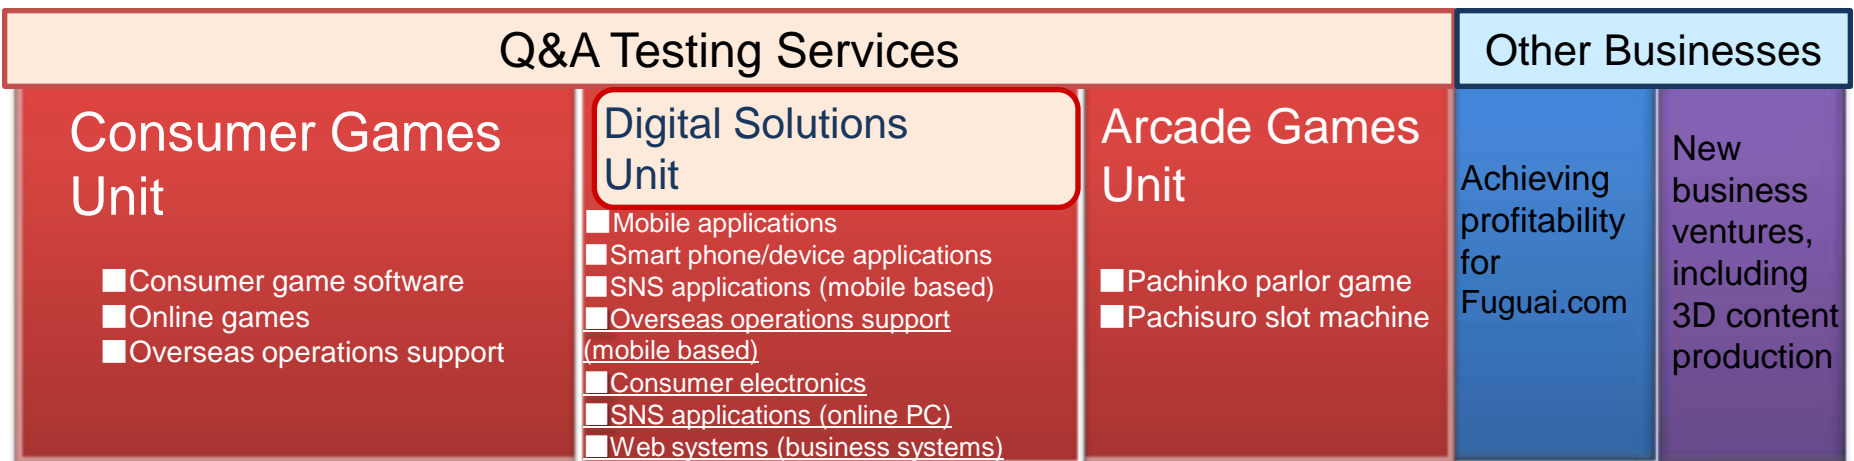 Q&A Testing Services
Other Businesses
Consumer Games
Unit
■Consumer game software
■Online games
■Overseas operations support
Digital Solutions
Unit
■Mobile applications
■Smart phone/device applications
■SNS applications (mobile based)
■Overseas operations support
(mobile based)
■Consumer electronics
■SNS applications (online PC)
■Web systems (business systems)
Arcade Games
Unit
■Pachinko parlor game
■Pachisuro slot machine
Achieving
profitability
for
Fuguai.com
New
business
ventures,
including
3D content
production